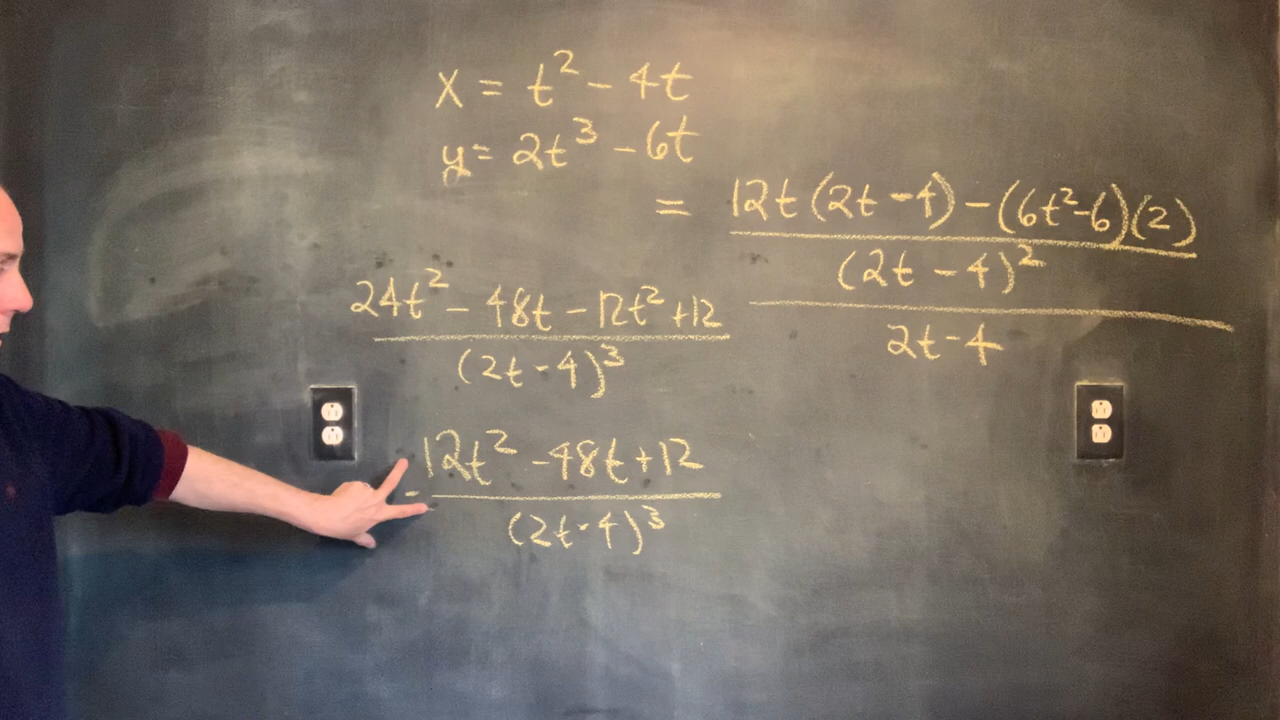 x = t² - 4t
y = 2t³ - 6t
= 12t(2t - 4) - (6t² - 6)(2)
(2t - 4)²
2t - 4
24t² - 48t - 12t² + 12
(2t - 4)³
12t² - 48t + 12
(2t - 4)³